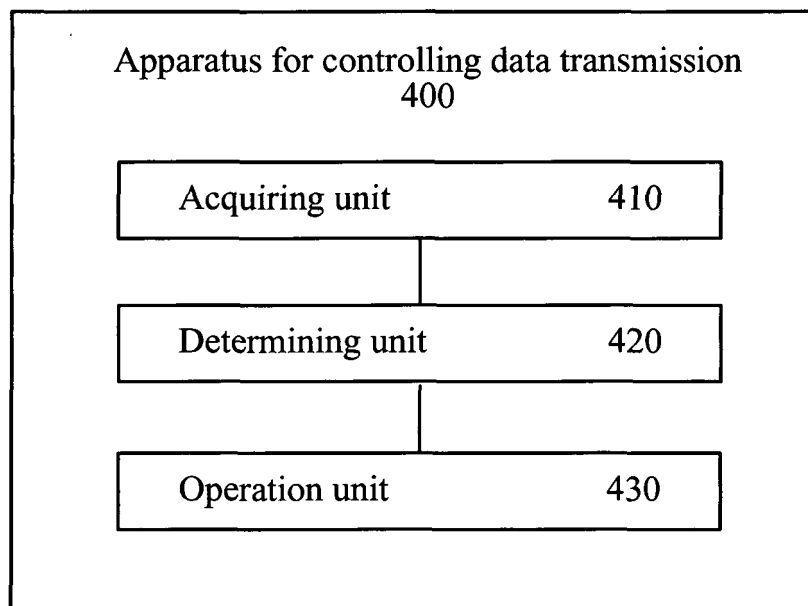 Apparatus for controlling data transmission
400
Acquiring unit 410
Determining unit 420
Operation unit 430